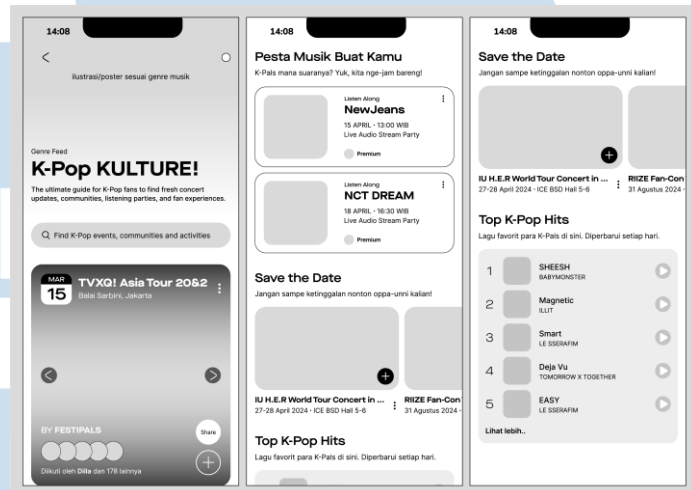 14:08
ilustrasi/poster sesuai genre musik
Genre Feed
K-Pop KULTURE!
The ultimate guide for K-Pop fans to find fresh concert
updates, communities, listening parties, and fan experiences.
Find K-Pop events, communities and activities
MAR
15
TVXQ! Asia Tour 20&2
Balai Sarbini, Jakarta
BY FESTIPALS
Share
Diikuti oleh Dilla dan 178 lainnya
14:08
Pesta Musik Buat Kamu
K-Pals mana suaranya? Yuk, kita nge-jam bareng!
Listen Along
NewJeans
15 APRIL • 13:00 WIB
Live Audio Stream Party
Premium
Listen Along
NCT DREAM
18 APRIL • 16:30 WIB
Live Audio Stream Party
Premium
Save the Date
Jangan sampe ketinggalan nonton oppa-unni kalian!
IU H.E.R World Tour Concert in ...
27-28 April 2024 • ICE BSD Hall 5-6
RIIZE Fan-Con
31 Agustus 2024 •
Top K-Pop Hits
Lagu favorit para K-Pals di sini. Diperbarui setiap hari.
14:08
Save the Date
Jangan sampe ketinggalan nonton oppa-unni kalian!
IU H.E.R World Tour Concert in ...
27-28 April 2024 • ICE BSD Hall 5-6
RIIZE Fan-Con
31 Agustus 2024 •
Top K-Pop Hits
Lagu favorit para K-Pals di sini. Diperbarui setiap hari.
1
SHEESH
BABYMONSTER
2
Magnetic
ILLIT
3
Smart
LE SSERAFIM
4
Deja Vu
TOMORROW X TOGETHER
5
EASY
LE SSERAFIM
Lihat lebih..